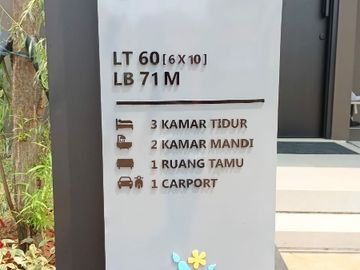 LT 60 [6 X 10]
LB 71 M
3 KAMAR TIDUR
2 KAMAR MANDI
1 RUANG TAMU
1 CARPORT